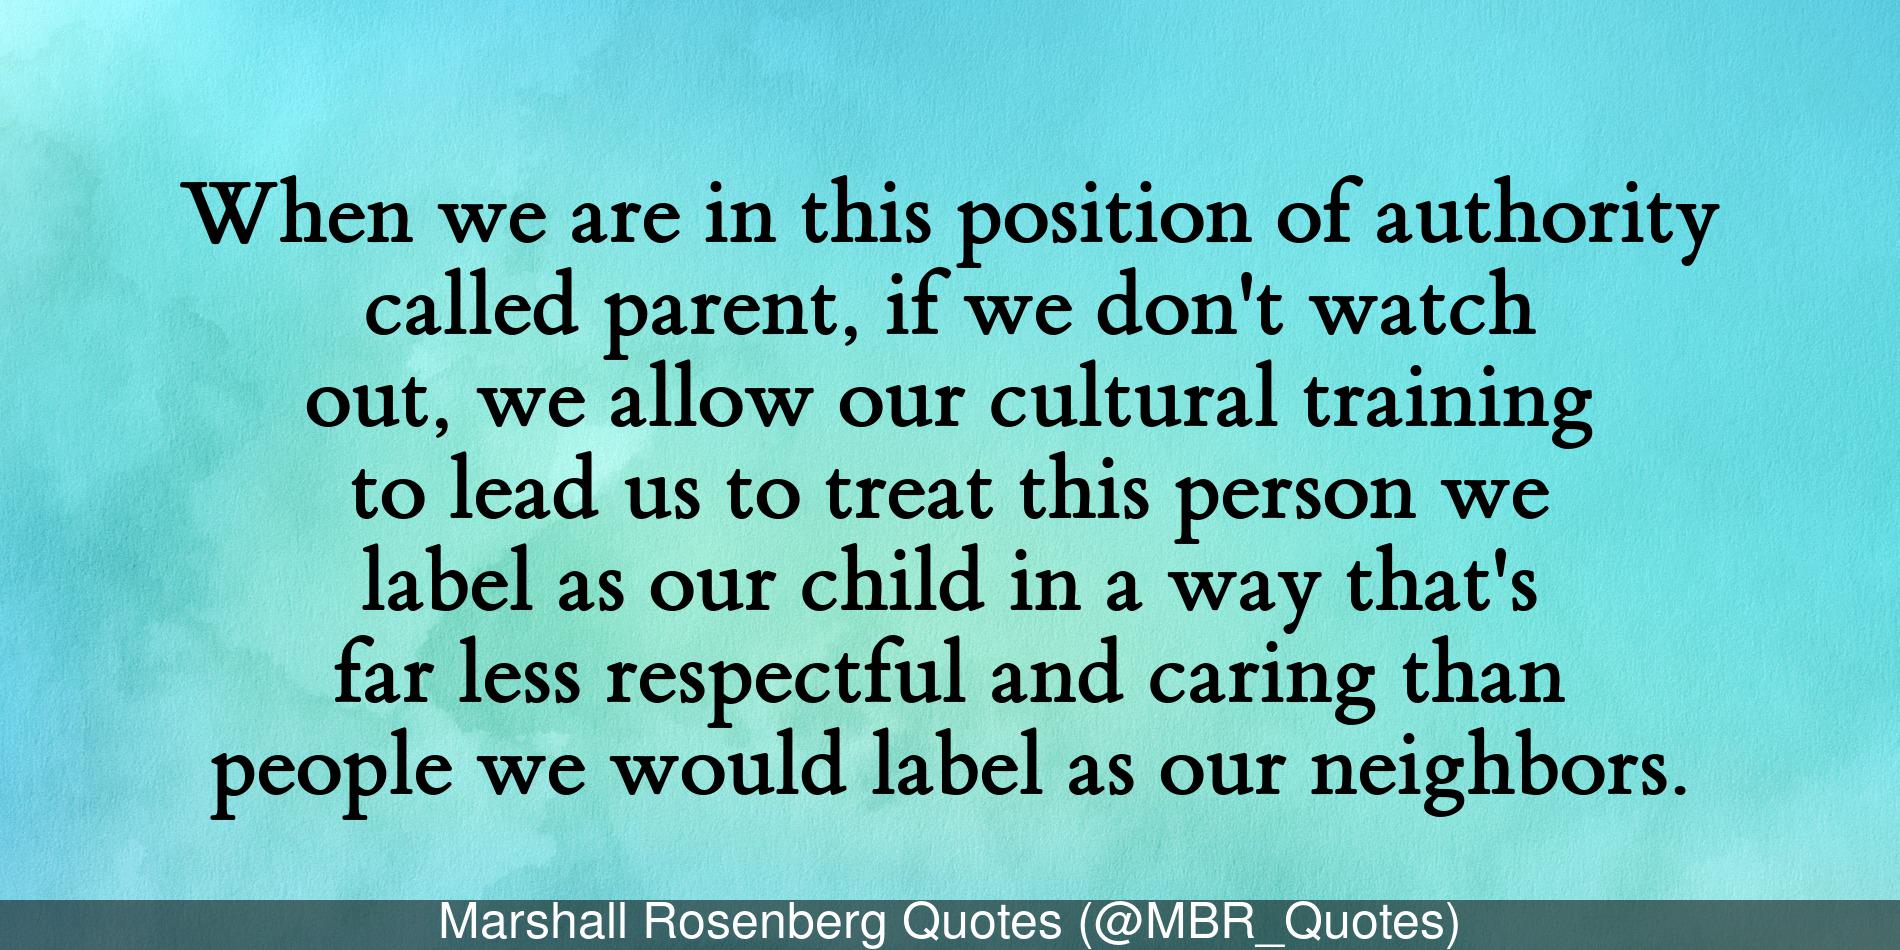 When we are in this position of authority
called parent, if we don't watch
out, we allow our cultural training
to lead us to treat this person we
label as our child in a way that's
far less respectful and caring than
people we would label as our neighbors.
Marshall Rosenberg Quotes (@MBR_Quotes)